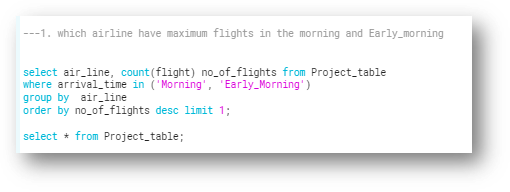 ---1. which airline have maximum flights in the morning and Early_morning
select air_line, count(flight) no_of_flights from Project_table
where arrival_time in ('Morning', 'Early_Morning')
group by  air_line
order by no_of_flights desc limit 1;
select * from Project_table;